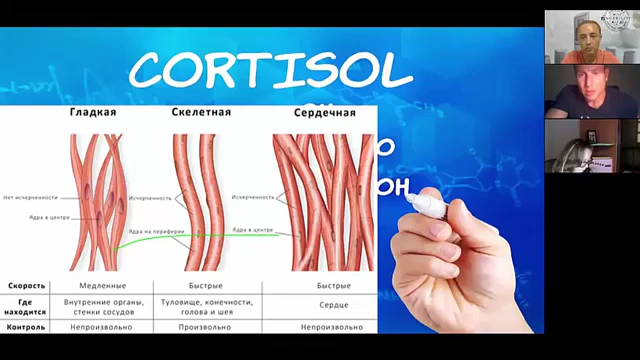 CORTISOL
Гладкая Скелетная Сердечная
OH
Нет исчерченности
Исчерченность
Исчерченность
Ядра в центре
Ядра на периферии
Ядра в центре
Скорость Медленные Быстрые Быстрые
Где находится Внутренние органы, стенки сосудов Туловище, конечности, голова и шея Сердце
Контроль Непроизвольно Произвольно Непроизвольно